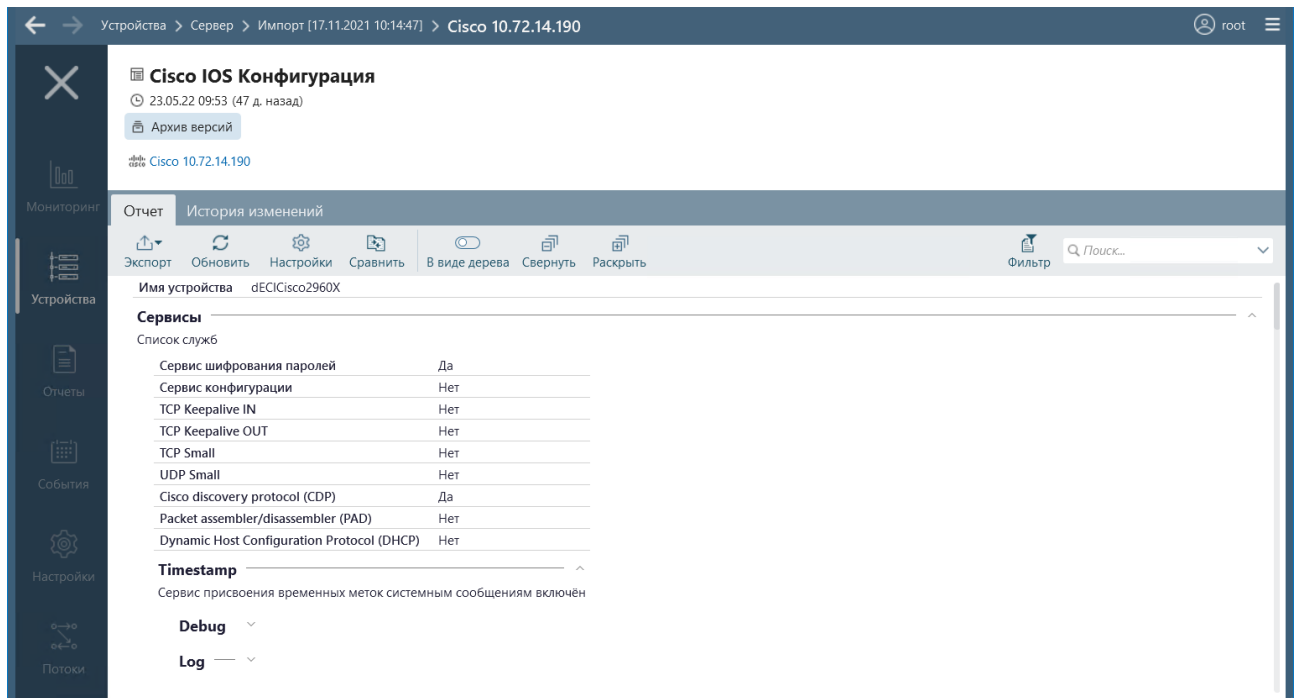 Устройства > Сервер > Импорт [17.11.2021 10:14:47] > Cisco 10.72.14.190
root
Cisco IOS Конфигурация
23.05.22 09:53 (47 д. назад)
Архив версий
Cisco 10.72.14.190
Мониторинг
Устройства
Отчеты
События
Настройки
Потоки
Отчет История изменений
Экспорт Обновить Настройки Сравнить В виде дерева Свернуть Раскрыть Фильтр Поиск...
Имя устройства dECICisco2960X
Сервисы
Список служб
Сервис шифрования паролей Да
Сервис конфигурации Нет
TCP Keepalive IN Нет
TCP Keepalive OUT Нет
TCP Small Нет
UDP Small Нет
Cisco discovery protocol (CDP) Да
Packet assembler/disassembler (PAD) Нет
Dynamic Host Configuration Protocol (DHCP) Нет
Timestamp
Сервис присвоения временных меток системным сообщениям включён
Debug
Log